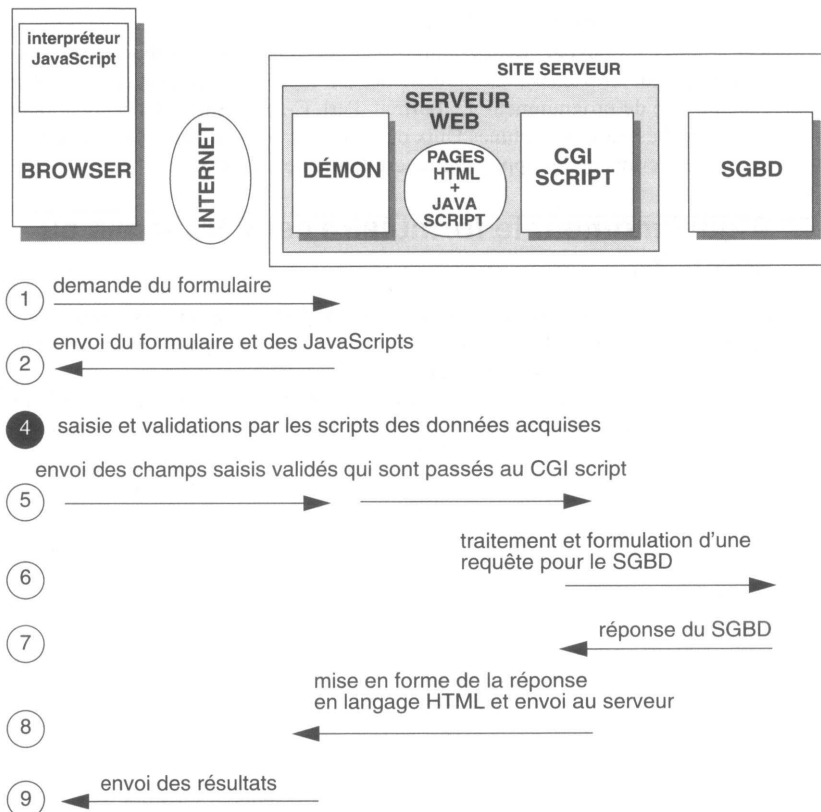 interpréteur
JavaScript
BROWSER
INTERNET
SITE SERVEUR
SERVEUR
WEB
DÉMON
PAGES
HTML
+
JAVA
SCRIPT
CGI
SCRIPT
SGBD
1 demande du formulaire
2 envoi du formulaire et des JavaScripts
4 saisie et validations par les scripts des données acquises
envoi des champs saisis validés qui sont passés au CGI script
5
traitement et formulation d'une
requête pour le SGBD
6
7 réponse du SGBD
mise en forme de la réponse
en langage HTML et envoi au serveur
8
9 envoi des résultats